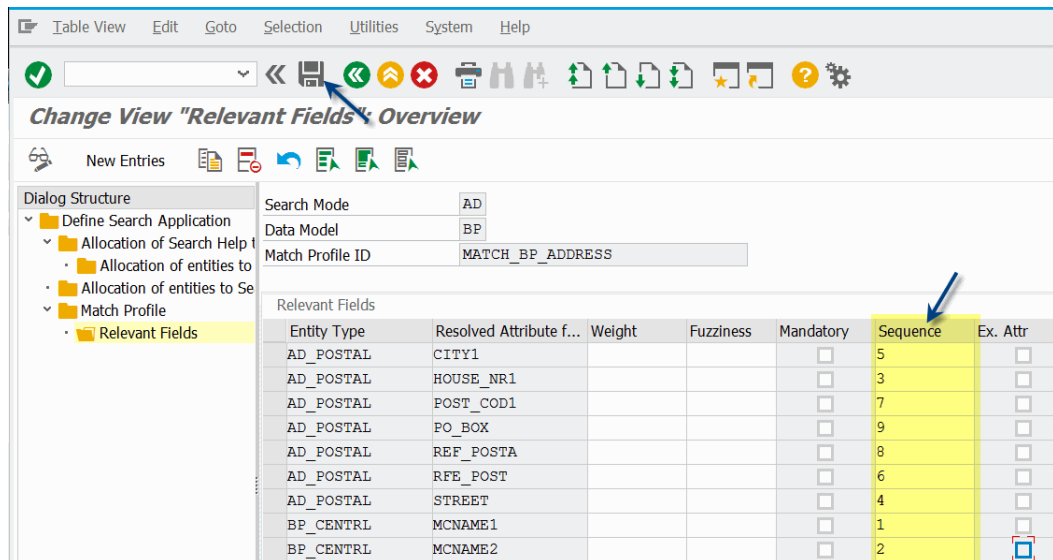 Table View Edit Goto Selection Utilities System Help
Change View "Relevant Fields": Overview
New Entries
Dialog Structure
Define Search Application
Allocation of Search Help t
Allocation of entities to
Allocation of entities to Se
Match Profile
Relevant Fields
Search Mode AD
Data Model BP
Match Profile ID MATCH_BP_ADDRESS
Relevant Fields
Entity Type Resolved Attribute f... Weight Fuzziness Mandatory Sequence Ex. Attr
AD_POSTAL CITY1 5
AD_POSTAL HOUSE_NR1 3
AD_POSTAL POST_COD1 7
AD_POSTAL PO_BOX 9
AD_POSTAL REF_POSTA 8
AD_POSTAL RFE_POST 6
AD_POSTAL STREET 4
BP_CENTRL MCNAME1 1
BP_CENTRL MCNAME2 2